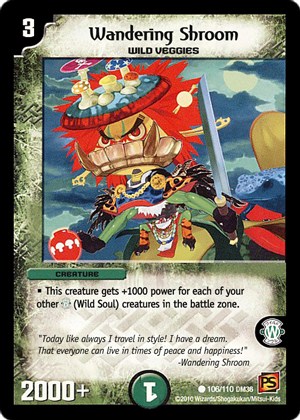 3
Wandering Shroom
WILD VEGGIES
CREATURE
■ This creature gets +1000 power for each of your
other (Wild Soul) creatures in the battle zone.
"Today like always I travel in style! I have a dream.
That everyone can live in times of peace and happiness!"
-Wandering Shroom
2000+
1
W
106/110 DM36
©2010 Wizards/Shogakukan/Mitsui-Kids
PS